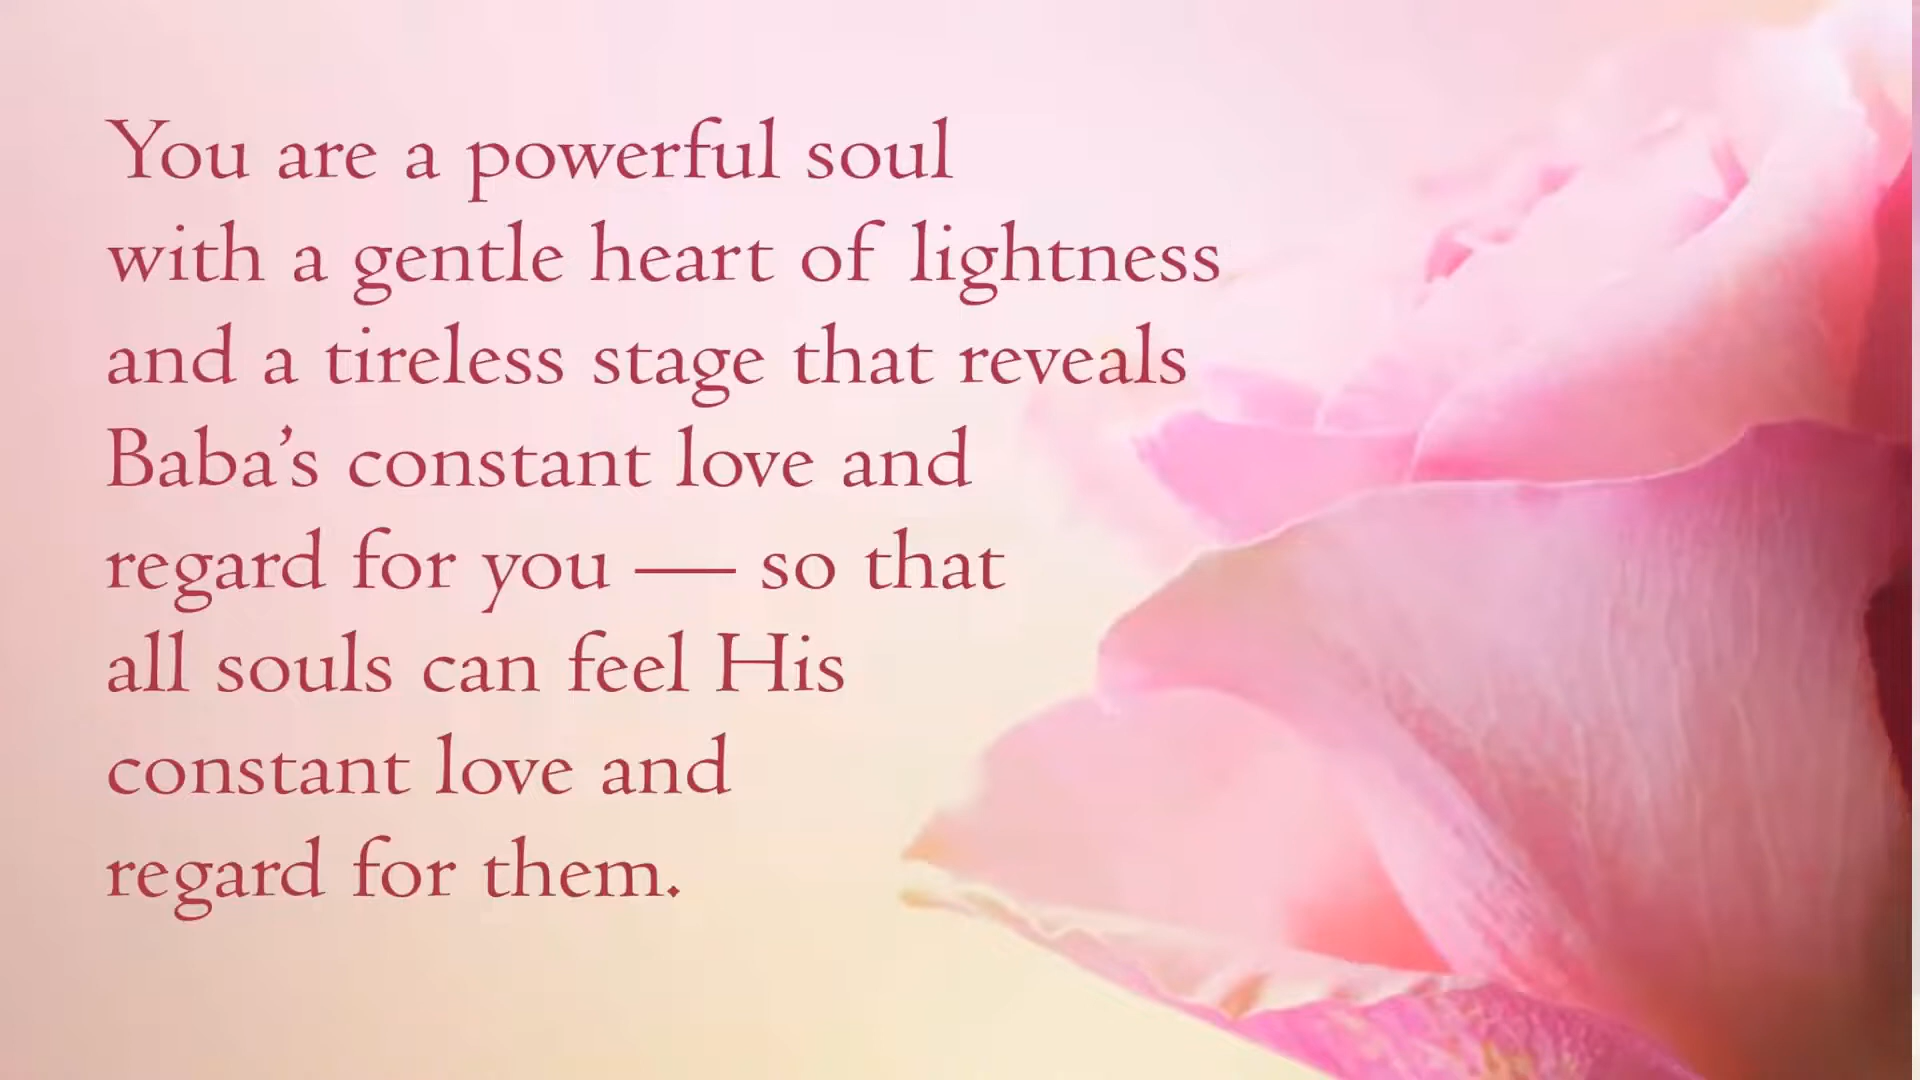 You are a powerful soul
with a gentle heart of lightness
and a tireless stage that reveals
Baba’s constant love and
regard for you — so that
all souls can feel His
constant love and
regard for them.